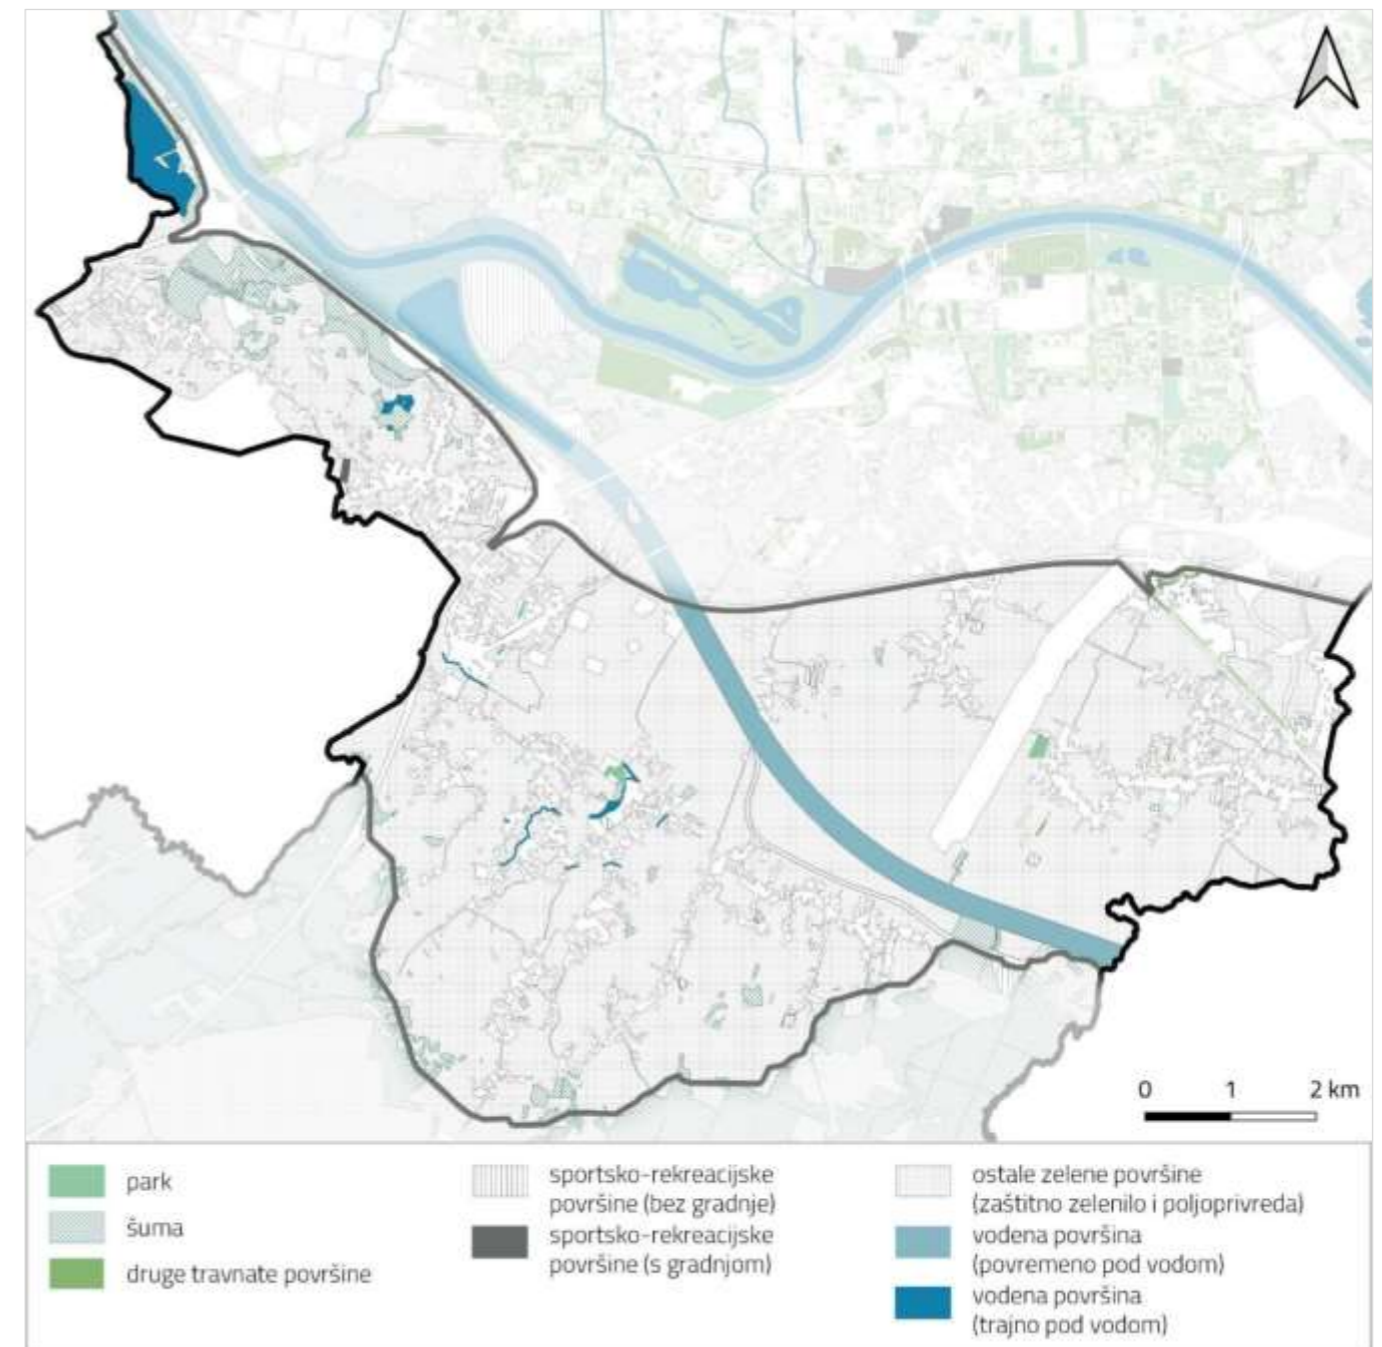 0 1 2 km
park
šuma
druge travnate površine
sportsko-rekreacijske
površine (bez gradnje)
sportsko-rekreacijske
površine (s gradnjom)
ostale zelene površine
(zaštitno zelenilo i poljoprivreda)
vodena površina
(povremeno pod vodom)
vodena površina
(trajno pod vodom)